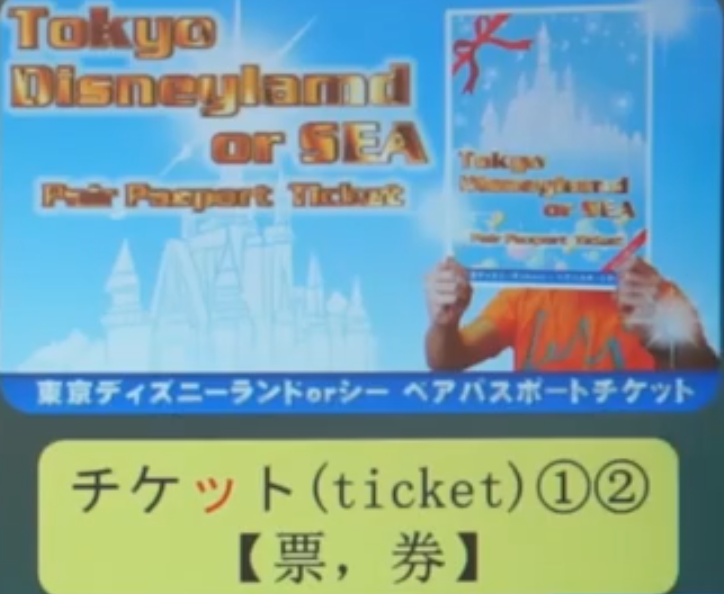 Tokyo
Disneyland
or SEA
Pair Pasport Ticket
Tokyo
Disneyland
or SEA
Pair Pasport Ticket
東京ディズニーランドorシー ペアパスポートチケット
チケット(ticket)①②
【票，券】